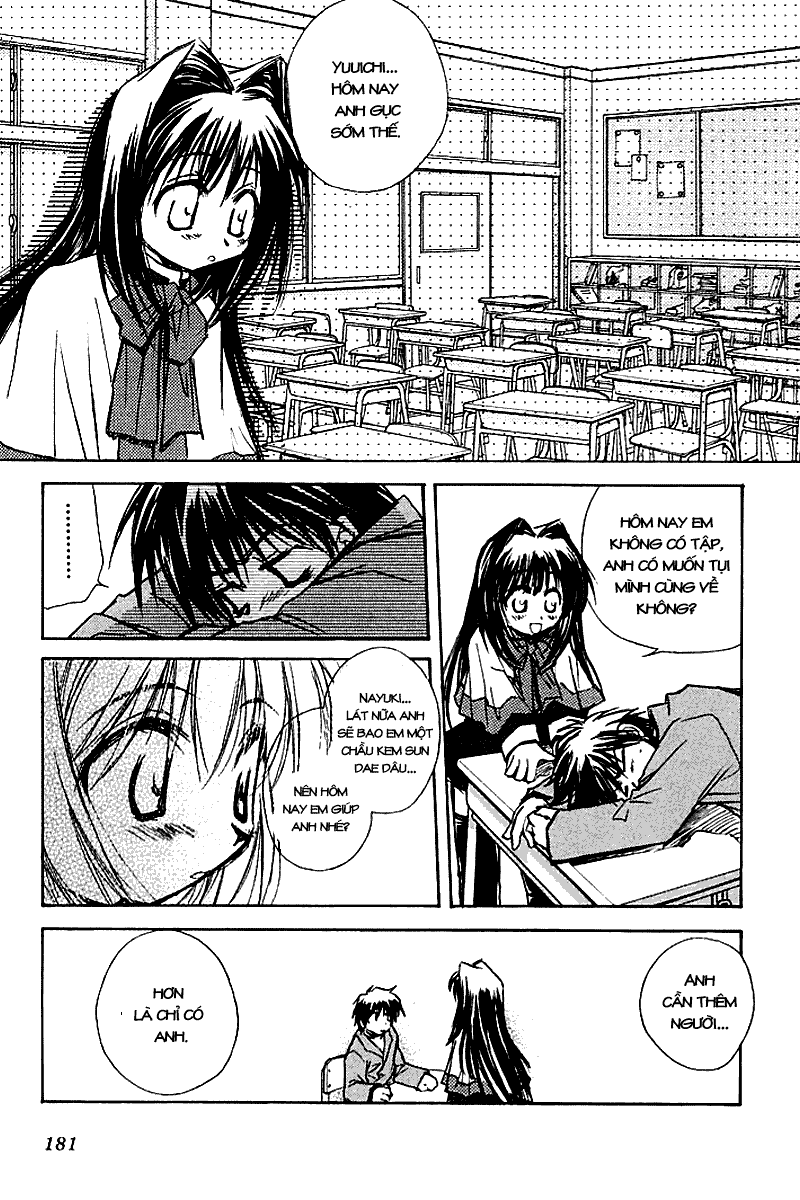 YUUICHI...
HÔM NAY
ANH GỤC
SỚM THẾ.
HÔM NAY EM
KHÔNG CÓ TẬP,
ANH CÓ MUỐN TỤI
MÌNH CÙNG VỀ
KHÔNG?
........
NAYUKI...
LÁT NỮA ANH
SẼ BAO EM MỘT
CHẦU KEM SUN
DAE DÂU...
NÊN HÔM
NAY EM GIÚP
ANH NHÉ?
ANH
CẦN THÊM
NGƯỜI...
HƠN
LÀ CHỈ CÓ
ANH.
181